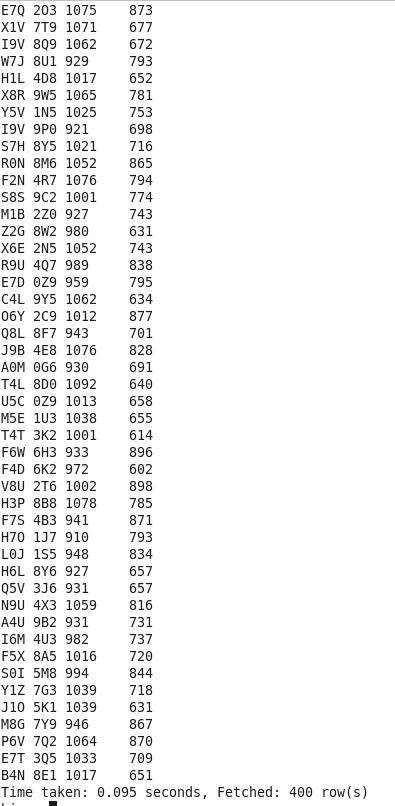 E7Q 2O3 1075 873
X1V 7T9 1071 677
I9V 8Q9 1062 672
W7J 8U1 929 793
H1L 4D8 1017 652
X8R 9W5 1065 781
Y5V 1N5 1025 753
I9V 9P0 921 698
S7H 8Y5 1021 716
R0N 8M6 1052 865
F2N 4R7 1076 794
S8S 9C2 1001 774
M1B 2Z0 927 743
Z2G 8W2 980 631
X6E 2N5 1052 743
R9U 4Q7 989 838
E7D 0Z9 959 795
C4L 9Y5 1062 634
O6Y 2C9 1012 877
Q8L 8F7 943 701
J9B 4E8 1076 828
A0M 0G6 930 691
T4L 8D0 1092 640
U5C 0Z9 1013 658
M5E 1U3 1038 655
T4T 3K2 1001 614
F6W 6H3 933 896
F4D 6K2 972 602
V8U 2T6 1002 898
H3P 8B8 1078 785
F7S 4B3 941 871
H7O 1J7 910 793
L0J 1S5 948 834
H6L 8Y6 927 657
Q5V 3J6 931 657
N9U 4X3 1059 816
A4U 9B2 931 731
I6M 4U3 982 737
F5X 8A5 1016 720
S0I 5M8 994 844
Y1Z 7G3 1039 718
J1O 5K1 1039 631
M8G 7Y9 946 867
P6V 7Q2 1064 870
E7T 3Q5 1033 709
B4N 8E1 1017 651
Time taken: 0.095 seconds, Fetched: 400 row(s)